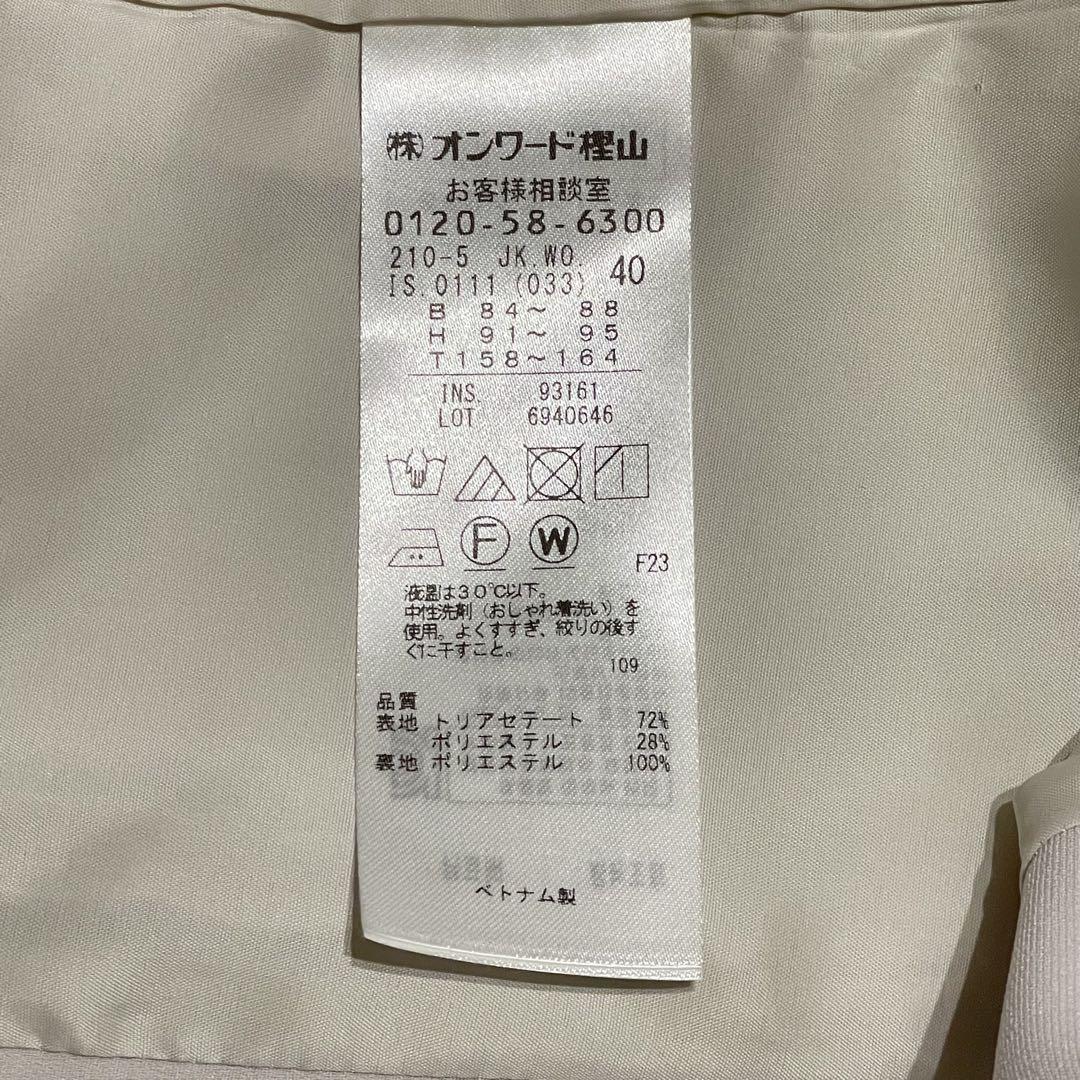 ㈱オンワード樫山
お客様相談室
0120-58-6300
210-5 JK.WO.
IS.0111 (033) 40
B 84～ 88
H 91～ 95
T158～164
INS. 93161
LOT 6940646
F W
F23
液温は30℃以下。
中性洗剤（おしゃれ着洗い）を
使用。よくすすぎ、絞りの後す
ぐに干すこと。
109
品質
表地 トリアセテート 72%
ポリエステル 28%
裏地 ポリエステル 100%
ベトナム製